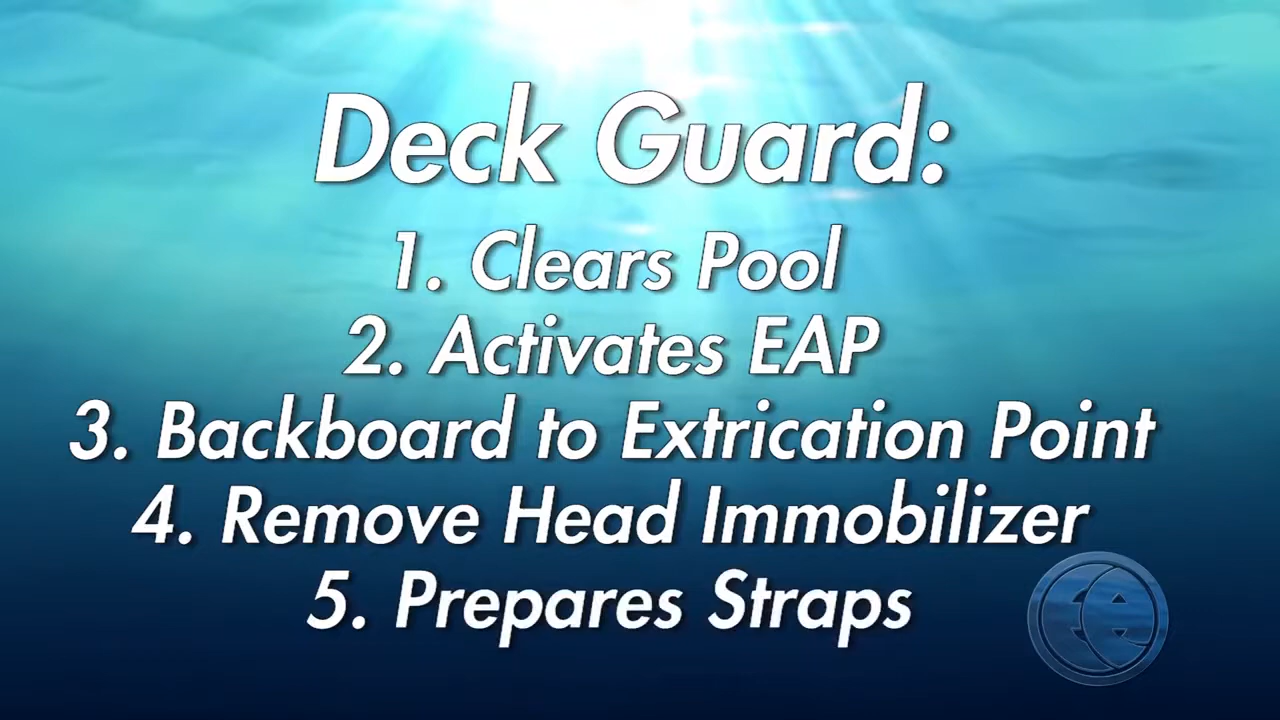 Deck Guard:
1. Clears Pool
2. Activates EAP
3. Backboard to Extrication Point
4. Remove Head Immobilizer
5. Prepares Straps